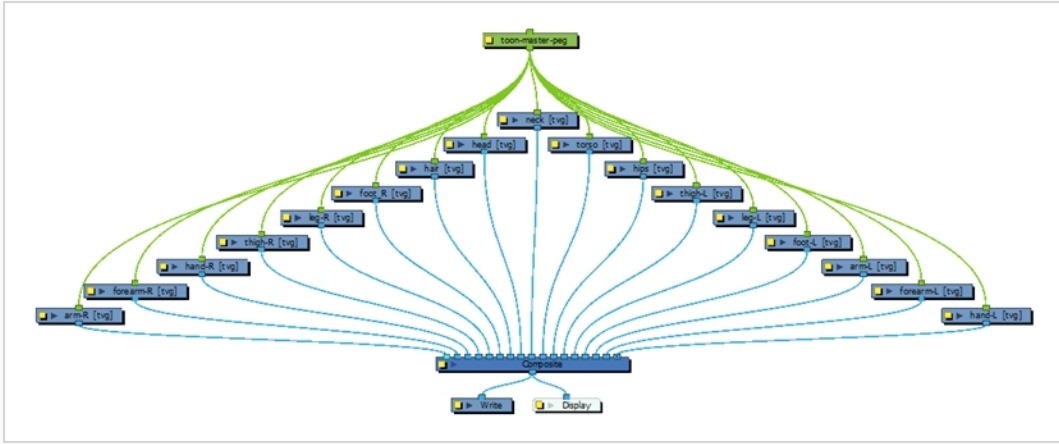 toon-master-peg
neck [tvg]
head [tvg]
torso [tvg]
hair [tvg]
hips [tvg]
foot_R [tvg]
thigh-L [tvg]
leg-R [tvg]
leg-L [tvg]
thigh-R [tvg]
foot-L [tvg]
hand-R [tvg]
arm-L [tvg]
forearm-R [tvg]
forearm-L [tvg]
arm-R [tvg]
hand-L [tvg]
Composite
Write
Display